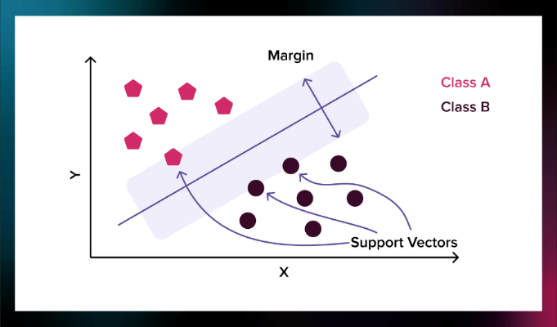 Margin
Class A
Class B
Y
Support Vectors
X